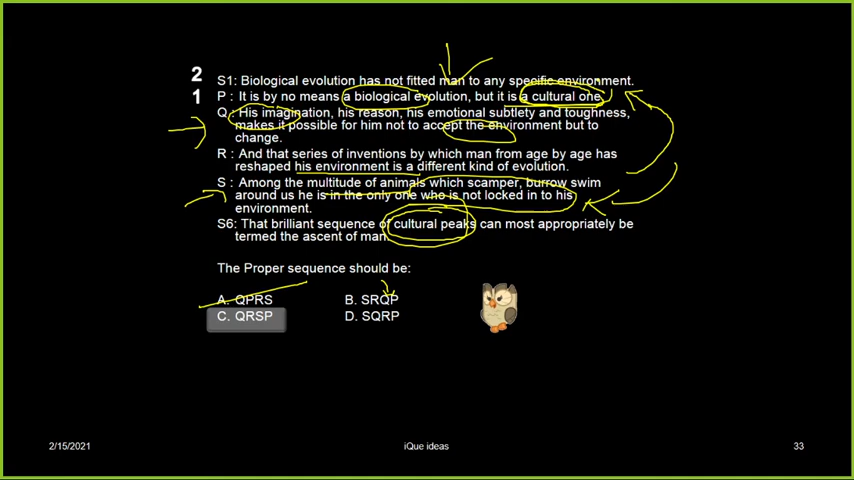 2
1
S1: Biological evolution has not fitted man to any specific environment.
P : It is by no means a biological evolution, but it is a cultural one.
Q : His imagination, his reason, his emotional subtlety and toughness,
makes it possible for him not to accept the environment but to
change.
R : And that series of inventions by which man from age by age has
reshaped his environment is a different kind of evolution.
S : Among the multitude of animals which scamper, burrow swim
around us he is in the only one who is not locked in to his
environment.
S6: That brilliant sequence of cultural peaks can most appropriately be
termed the ascent of man.
The Proper sequence should be:
A. QPRS
B. SRQP
C. QRSP
D. SQRP
2/15/2021
iQue ideas
33